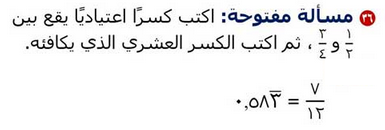 ٣٦ مسألة مفتوحة: اكتب كسرًا اعتياديًا يقع بين
١/٢ و ٣/٤ ، ثم اكتب الكسر العشري الذي يكافئه.
٠,٥٨٣̅ = ٧/١٢